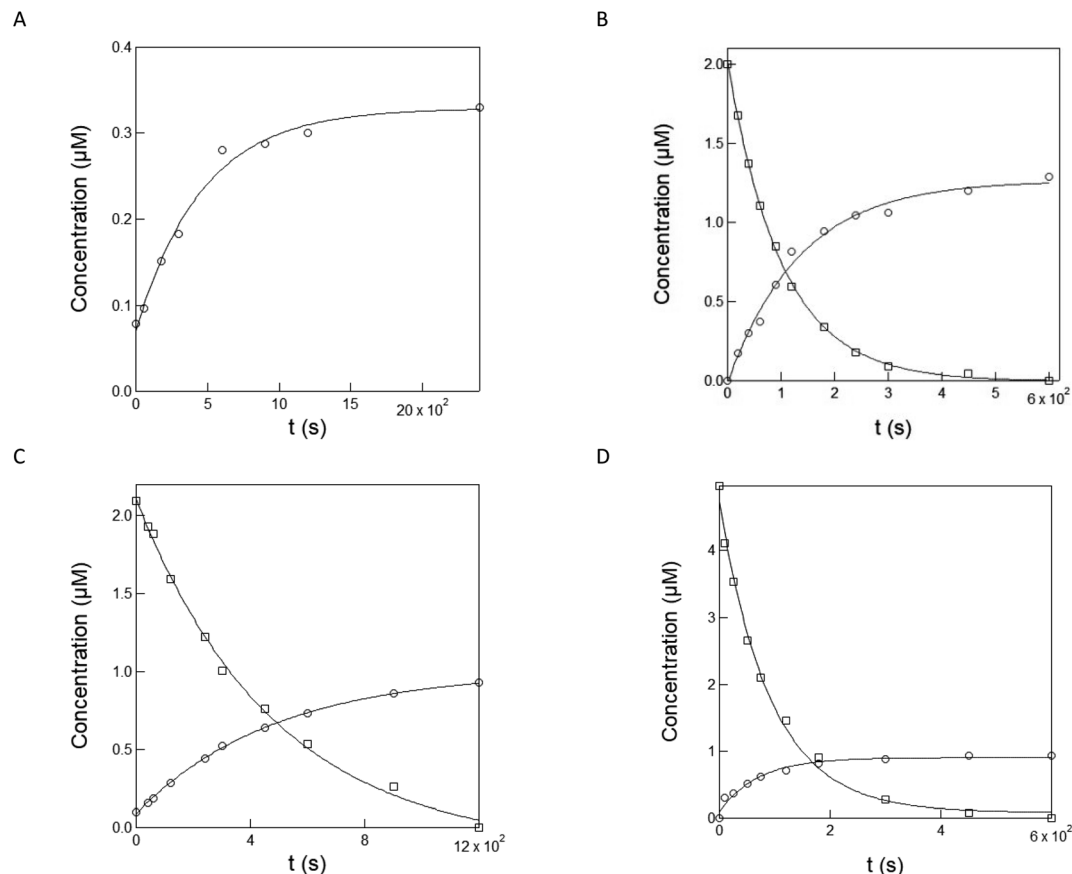 A
0.4
0.3
0.2
0.1
0.0
Concentration (µM)
0
5
10
15
20 x 10²
t (s)
B
2.0
1.5
1.0
0.5
0.0
Concentration (µM)
0
1
2
3
4
5
6 x 10²
t (s)
C
2.0
1.5
1.0
0.5
0.0
Concentration (µM)
0
4
8
12 x 10²
t (s)
D
4
3
2
1
0
Concentration (µM)
0
2
4
6 x 10²
t (s)